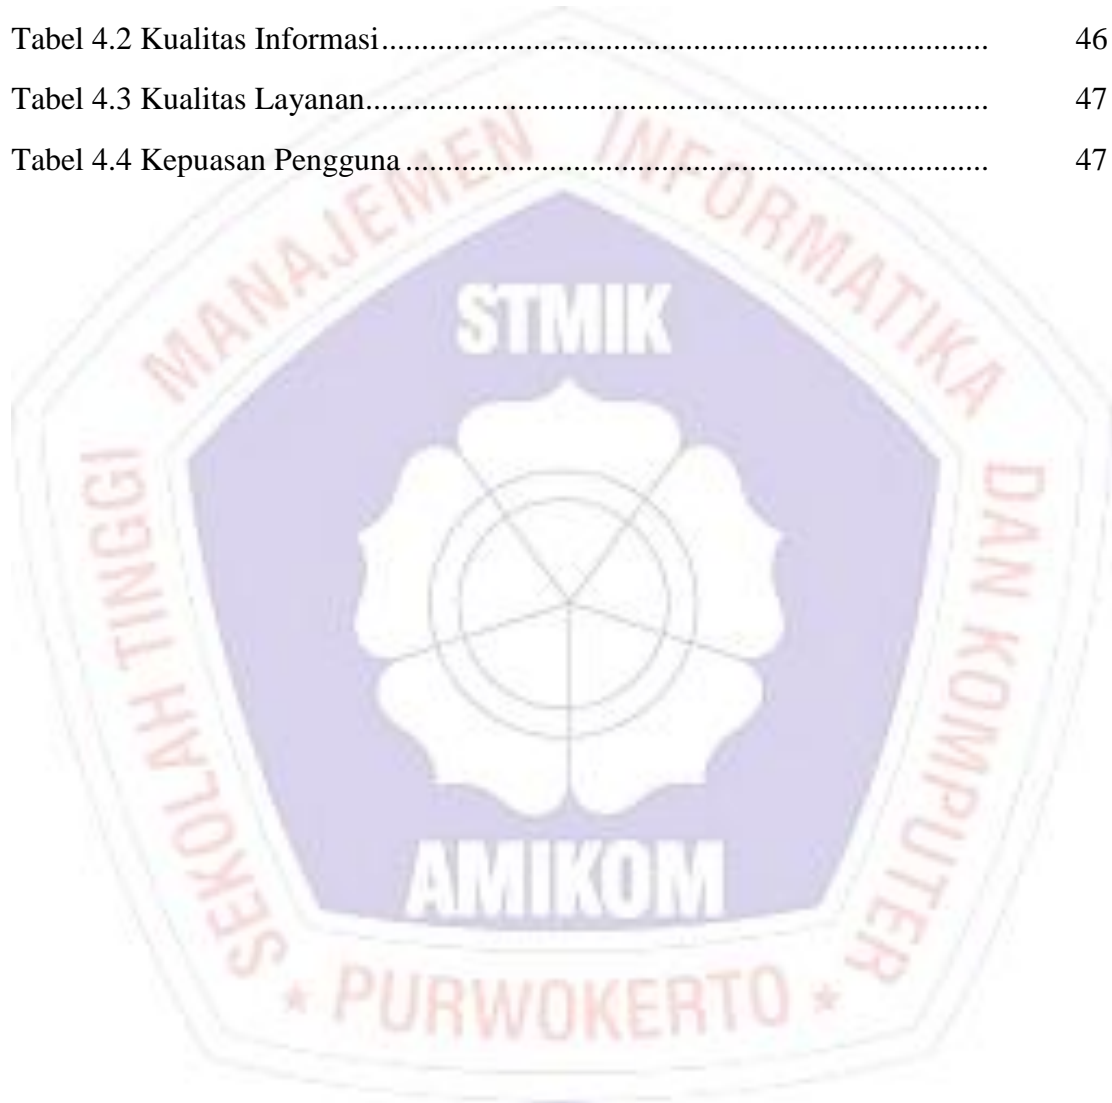 Tabel 4.2 Kualitas Informasi............................................................................ 46
Tabel 4.3 Kualitas Layanan.............................................................................. 47
Tabel 4.4 Kepuasan Pengguna......................................................................... 47
SEKOLAH TINGGI MANAJEMEN INFORMATIKA DAN KOMPUTER
STMIK
AMIKOM
* PURWOKERTO *